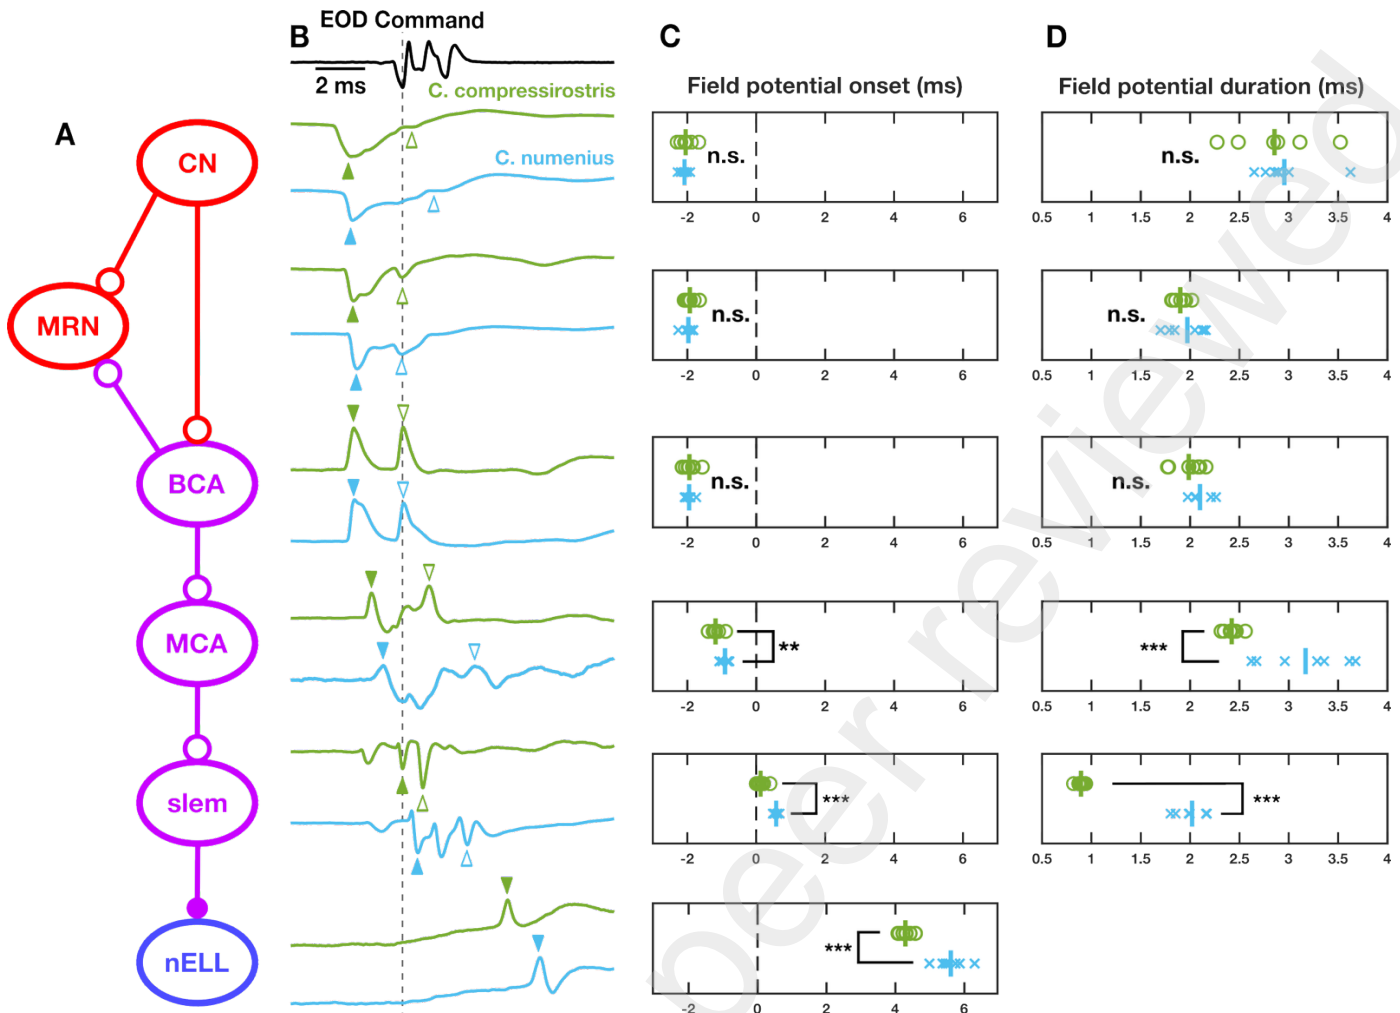 A
CN
MRN
BCA
MCA
slem
nELL
B
EOD Command
2 ms
C. compressirostris
C. numenius
C
Field potential onset (ms)
n.s.
-2 0 2 4 6
n.s.
-2 0 2 4 6
n.s.
-2 0 2 4 6
**
-2 0 2 4 6
***
-2 0 2 4 6
***
-2 0 2 4 6
D
Field potential duration (ms)
n.s.
0.5 1 1.5 2 2.5 3 3.5 4
n.s.
0.5 1 1.5 2 2.5 3 3.5 4
n.s.
0.5 1 1.5 2 2.5 3 3.5 4
***
0.5 1 1.5 2 2.5 3 3.5 4
***
0.5 1 1.5 2 2.5 3 3.5 4
peer reviewed